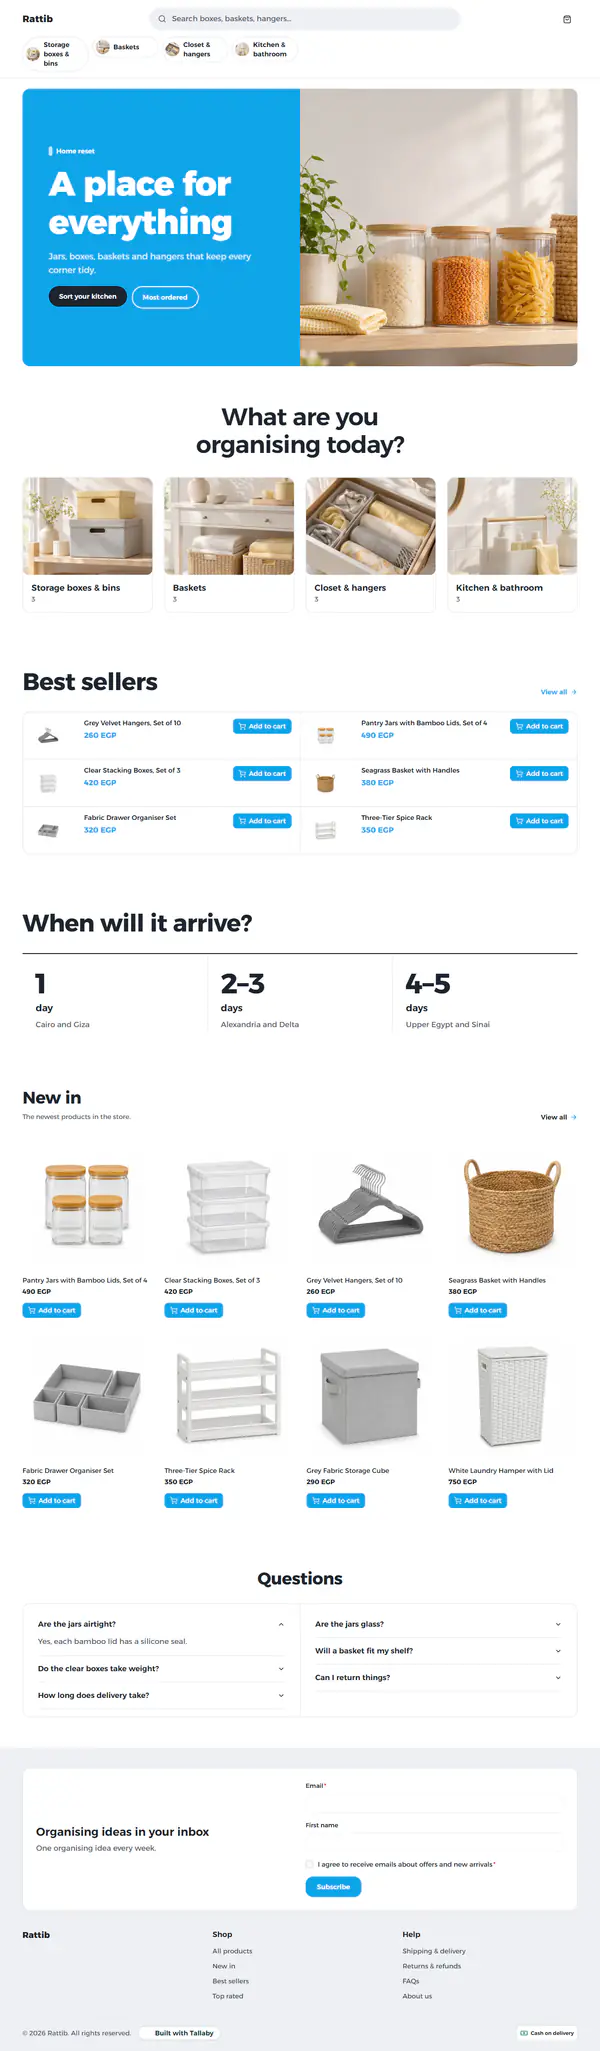 Rattib
Search boxes, baskets, hangers...
Storage
boxes &
bins
Baskets
Closet &
hangers
Kitchen &
bathroom
Home reset
A place for
everything
Jars, boxes, baskets and hangers that keep every
corner tidy.
Sort your kitchen
Most ordered
What are you
organising today?
Storage boxes & bins
3
Baskets
3
Closet & hangers
3
Kitchen & bathroom
3
Best sellers
View all →
Grey Velvet Hangers, Set of 10
260 EGP
Add to cart
Pantry Jars with Bamboo Lids, Set of 4
490 EGP
Add to cart
Clear Stacking Boxes, Set of 3
420 EGP
Add to cart
Seagrass Basket with Handles
380 EGP
Add to cart
Fabric Drawer Organiser Set
320 EGP
Add to cart
Three-Tier Spice Rack
350 EGP
Add to cart
When will it arrive?
1
day
Cairo and Giza
2–3
days
Alexandria and Delta
4–5
days
Upper Egypt and Sinai
New in
The newest products in the store.
View all →
Pantry Jars with Bamboo Lids, Set of 4
490 EGP
Add to cart
Clear Stacking Boxes, Set of 3
420 EGP
Add to cart
Grey Velvet Hangers, Set of 10
260 EGP
Add to cart
Seagrass Basket with Handles
380 EGP
Add to cart
Fabric Drawer Organiser Set
320 EGP
Add to cart
Three-Tier Spice Rack
350 EGP
Add to cart
Grey Fabric Storage Cube
290 EGP
Add to cart
White Laundry Hamper with Lid
750 EGP
Add to cart
Questions
Are the jars airtight?
Yes, each bamboo lid has a silicone seal.
Do the clear boxes take weight?
How long does delivery take?
Are the jars glass?
Will a basket fit my shelf?
Can I return things?
Organising ideas in your inbox
One organising idea every week.
Email*
First name
I agree to receive emails about offers and new arrivals*
Subscribe
Rattib
Shop
All products
New in
Best sellers
Top rated
Help
Shipping & delivery
Returns & refunds
FAQs
About us
© 2026 Rattib. All rights reserved.
Built with Tallaby
Cash on delivery